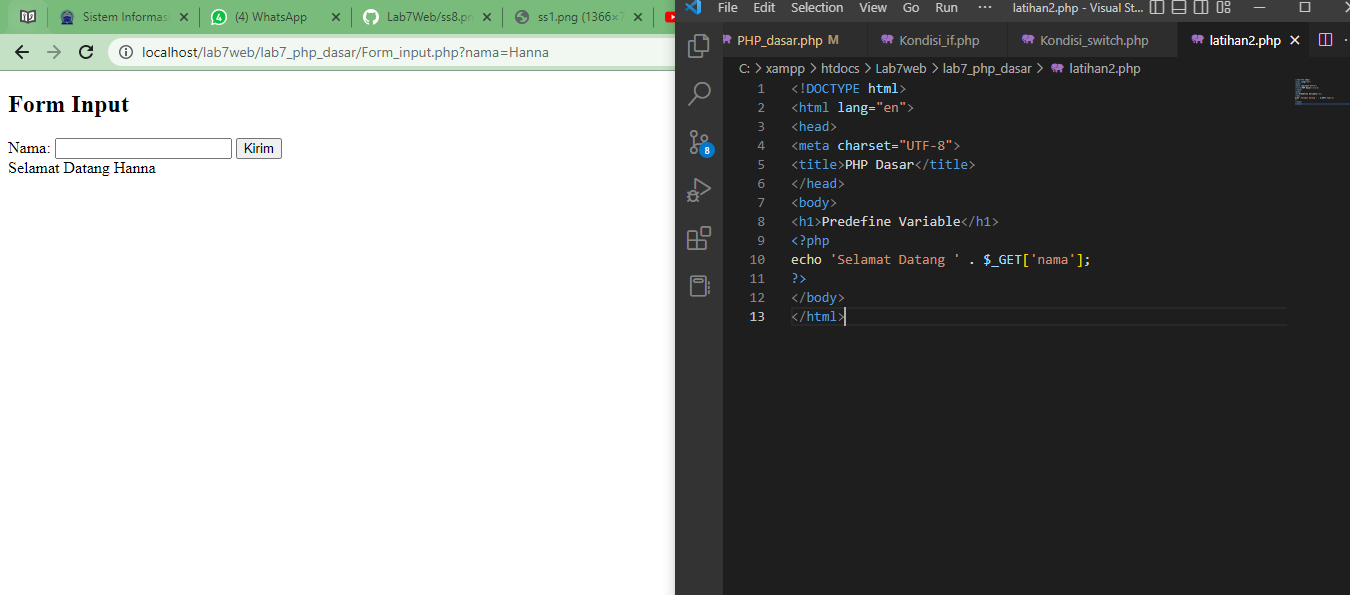 Sistem Informas
(4) WhatsApp
Lab7Web/ss8.p
ss1.png (1366×7
localhost/lab7web/lab7_php_dasar/Form_input.php?nama=Hanna
Form Input
Nama:
Kirim
Selamat Datang Hanna
File Edit Selection View Go Run ··· latihan2.php - Visual St...
PHP_dasar.php M
Kondisi_if.php
Kondisi_switch.php
latihan2.php
C: > xampp > htdocs > Lab7web > lab7_php_dasar > latihan2.php
8
1 <!DOCTYPE html>
2 <html lang="en">
3 <head>
4 <meta charset="UTF-8">
5 <title>PHP Dasar</title>
6 </head>
7 <body>
8 <h1>Predefine Variable</h1>
9 <?php
10 echo 'Selamat Datang ' . $_GET['nama'];
11 ?>
12 </body>
13 </html>